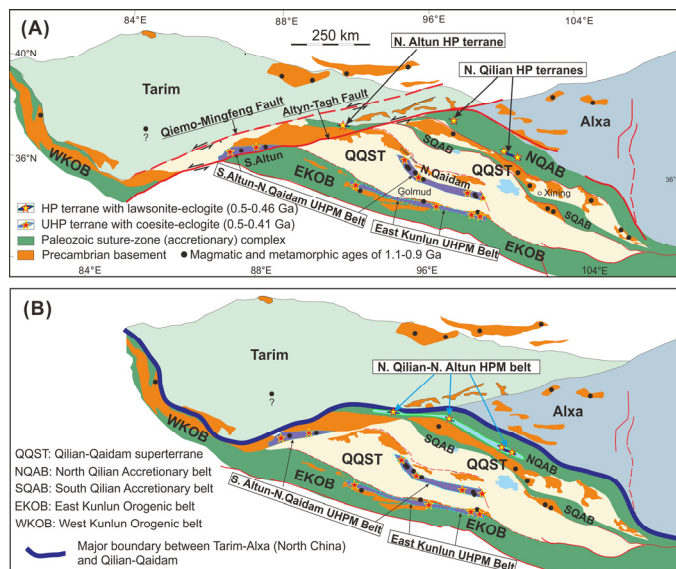 84°E
88°E
96°E
104°E
(A)
250 km
N. Altun HP terrane
40°N
N. Qilian HP terranes
Tarim
Qiemo-Mingfeng Fault
Altyn-Tagh Fault
Alxa
?
WKOB
36°N
S.Altun
QQST
SQAB
NQAB
QQST
36°
S.Altun-N.Qaidam UHPM Belt
EKOB
N.Qaidam
Golmud
Xining
SQAB
HP terrane with lawsonite-eclogite (0.5-0.46 Ga)
UHP terrane with coesite-eclogite (0.5-0.41 Ga)
East Kunlun UHPM Belt
Paleozoic suture-zone (accretionary) complex
EKOB
Precambrian basement
Magmatic and metamorphic ages of 1.1-0.9 Ga
84°E
88°E
96°E
104°E
(B)
Tarim
N. Qilian-N. Altun HPM belt
?
Alxa
WKOB
SQAB
QQST: Qilian-Qaidam superterrane
QQST
QQST
NQAB
NQAB: North Qilian Accretionary belt
SQAB: South Qilian Accretionary belt
S. Altun-N.Qaidam UHPM Belt
EKOB
SQAB
EKOB: East Kunlun Orogenic belt
WKOB: West Kunlun Orogenic belt
EKOB
East Kunlun UHPM Belt
Major boundary between Tarim-Alxa (North China)
and Qilian-Qaidam